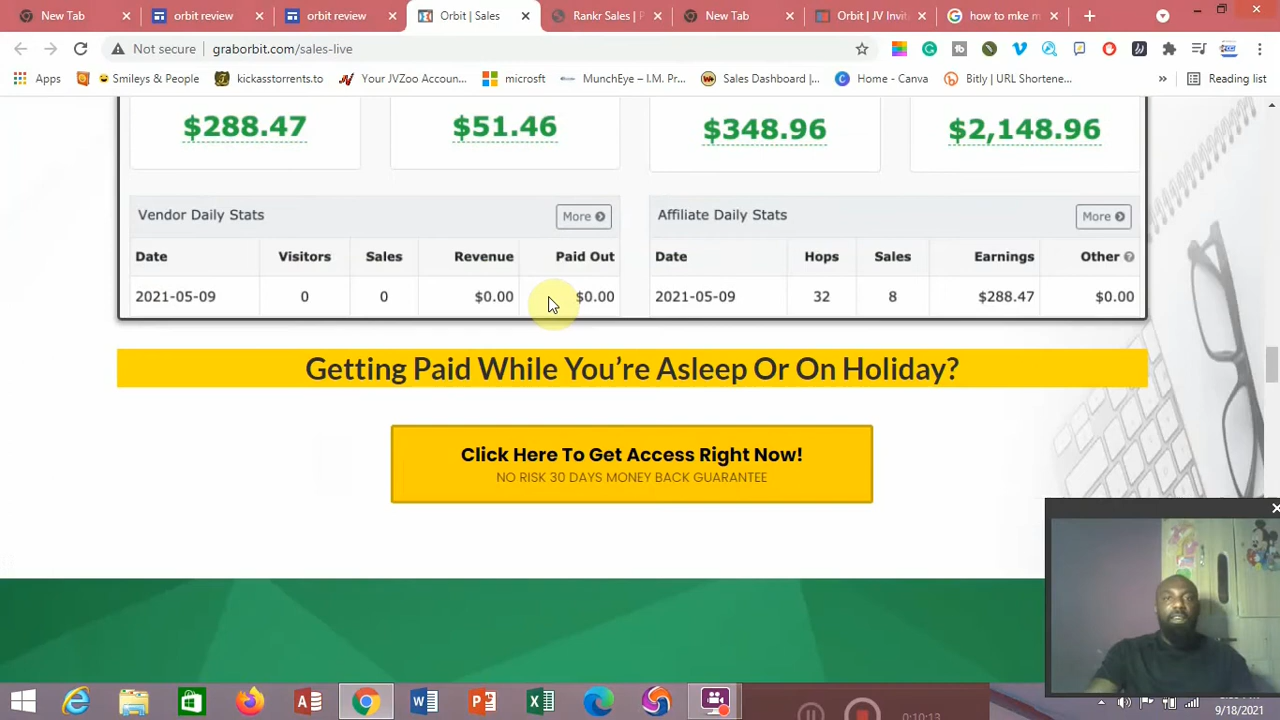 New Tab
orbit review
orbit review
Orbit | Sales
Rankr Sales | P
New Tab
Orbit | JV Invit
how to mke m
Not secure
graborbit.com/sales-live
Apps
Smileys & People
kickasstorrents.to
Your JVZoo Accoun...
microsft
MunchEye – I.M. Pr...
Sales Dashboard |...
Home - Canva
Bitly | URL Shortene...
Reading list
$288.47
$51.46
$348.96
$2,148.96
Vendor Daily Stats
More
Affiliate Daily Stats
More
Date Visitors Sales Revenue Paid Out
Date Hops Sales Earnings Other
2021-05-09 0 0 $0.00 $0.00
2021-05-09 32 8 $288.47 $0.00
Getting Paid While You’re Asleep Or On Holiday?
Click Here To Get Access Right Now!
NO RISK 30 DAYS MONEY BACK GUARANTEE
0:10:13
9/18/2021